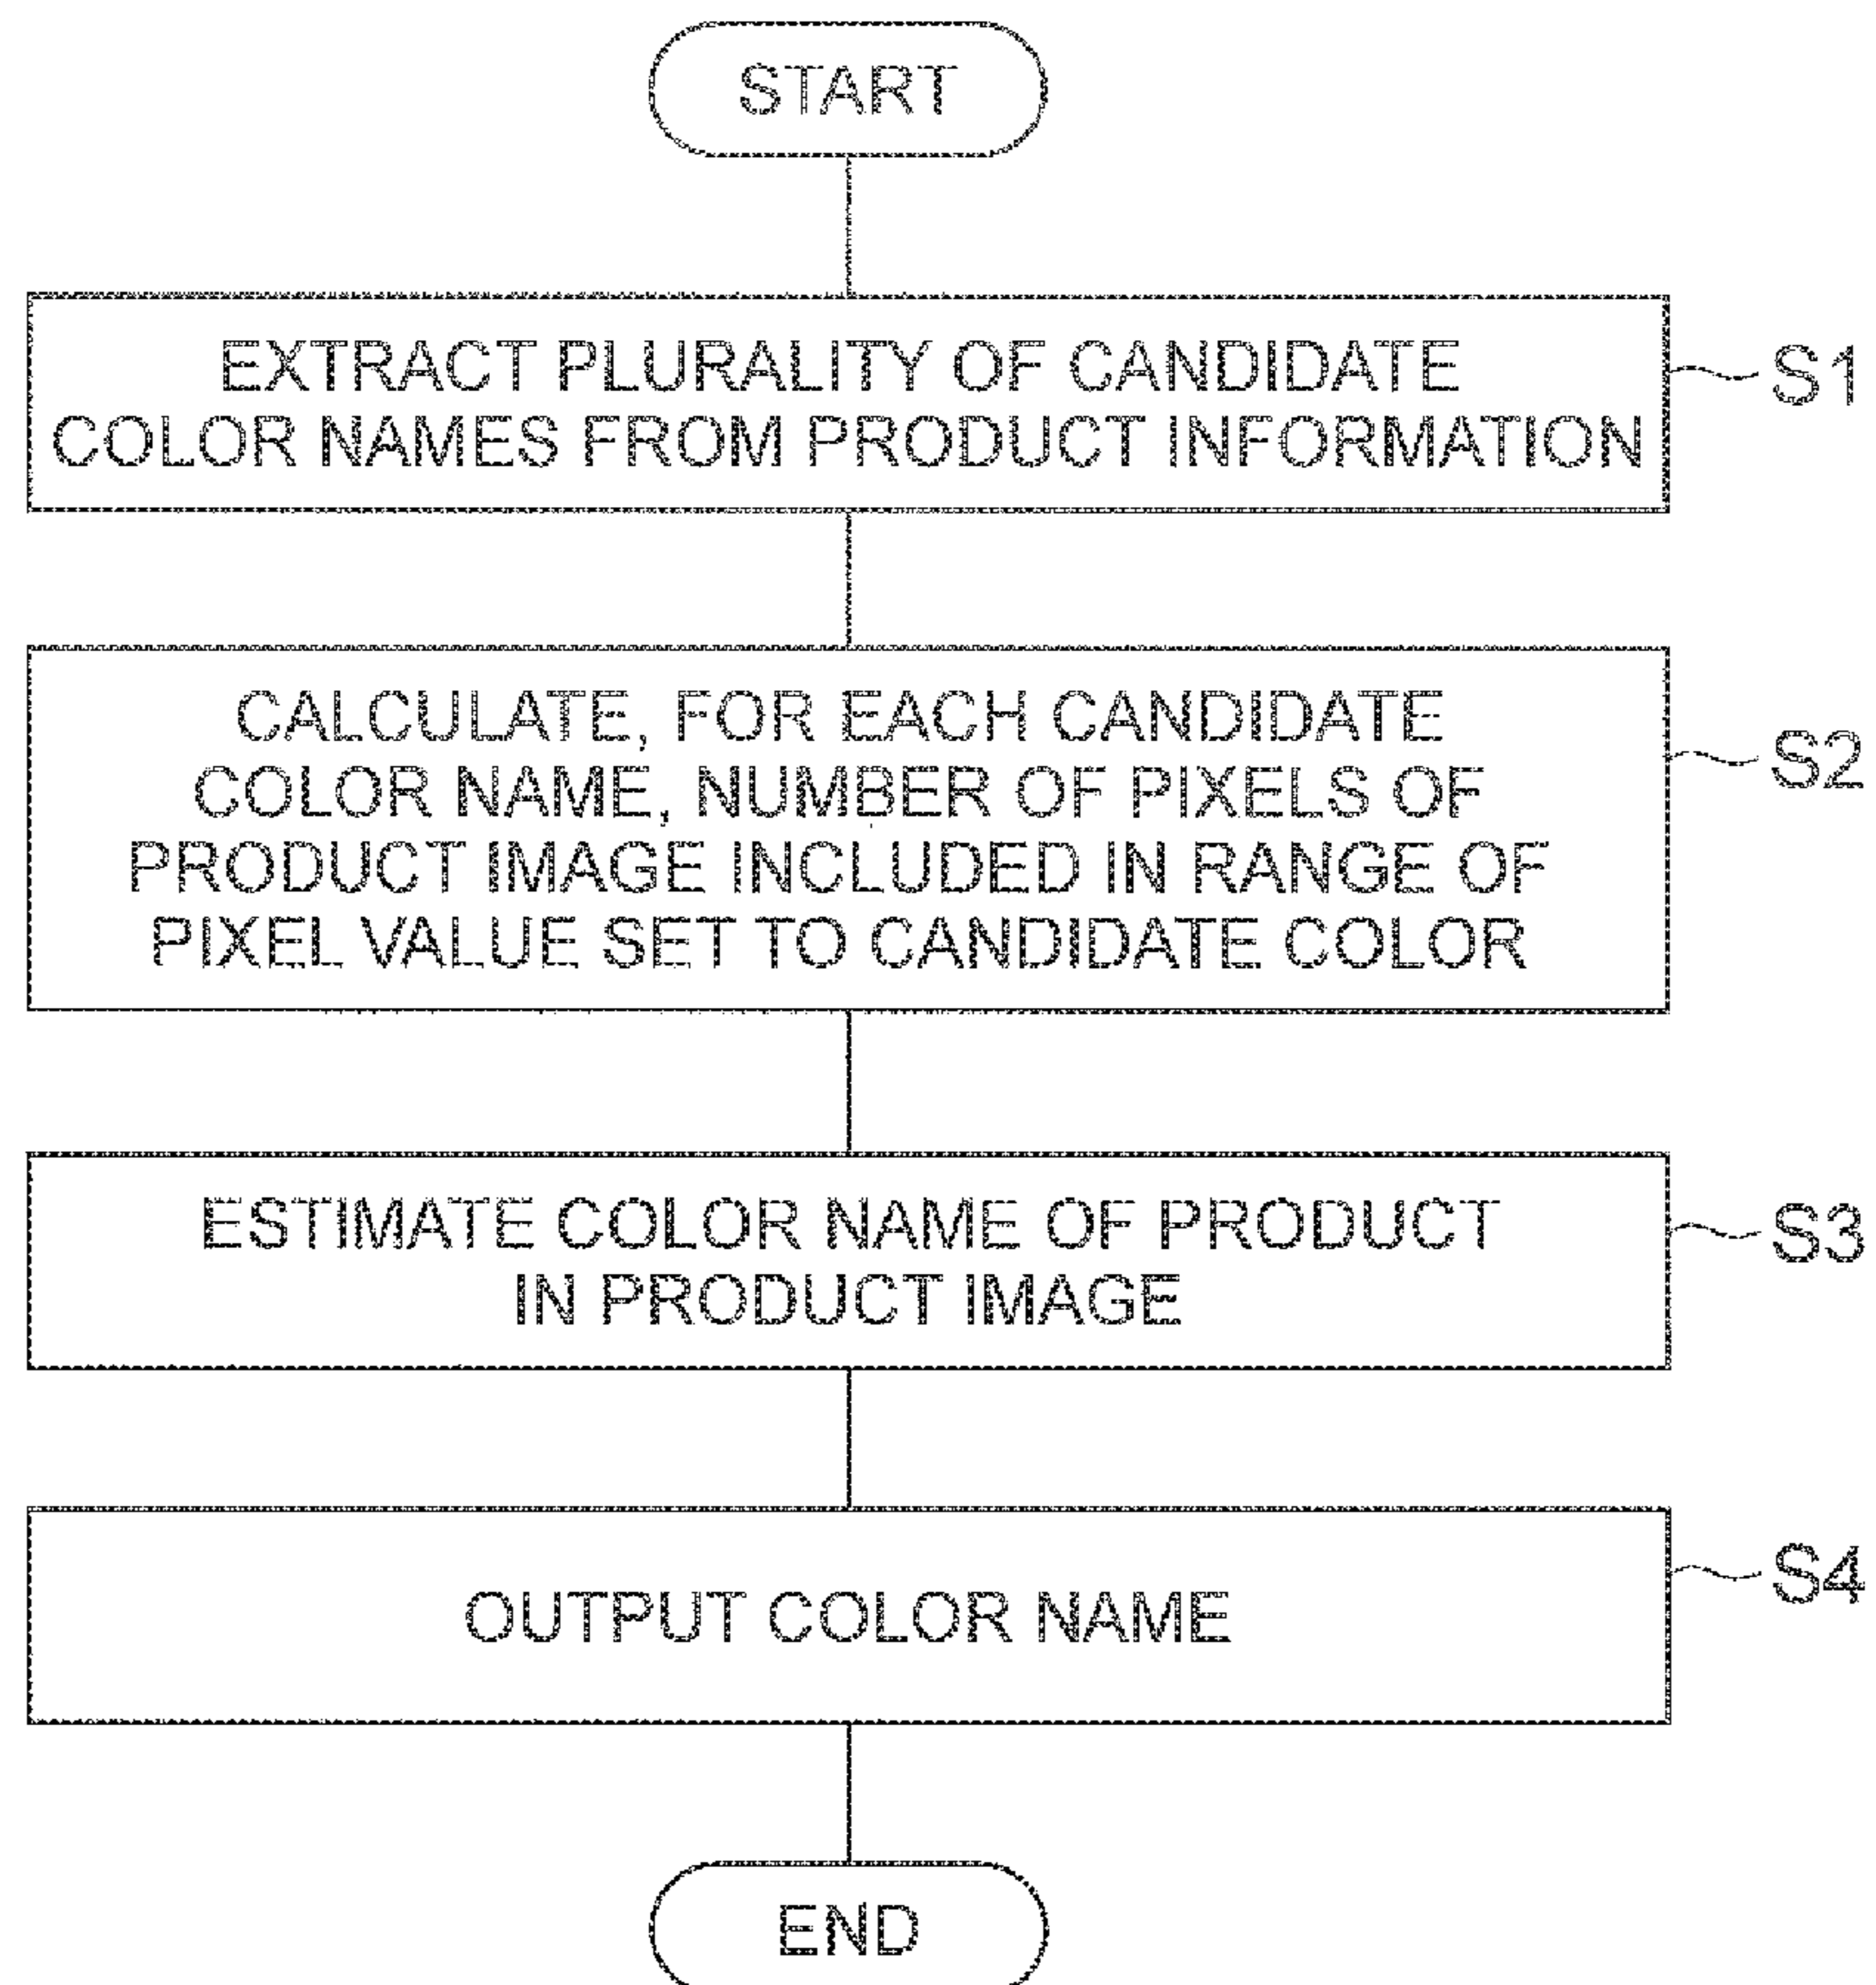 START
EXTRACT PLURALITY OF CANDIDATE
COLOR NAMES FROM PRODUCT INFORMATION
S1
CALCULATE, FOR EACH CANDIDATE
COLOR NAME, NUMBER OF PIXELS OF
PRODUCT IMAGE INCLUDED IN RANGE OF
PIXEL VALUE SET TO CANDIDATE COLOR
S2
ESTIMATE COLOR NAME OF PRODUCT
IN PRODUCT IMAGE
S3
OUTPUT COLOR NAME
S4
END